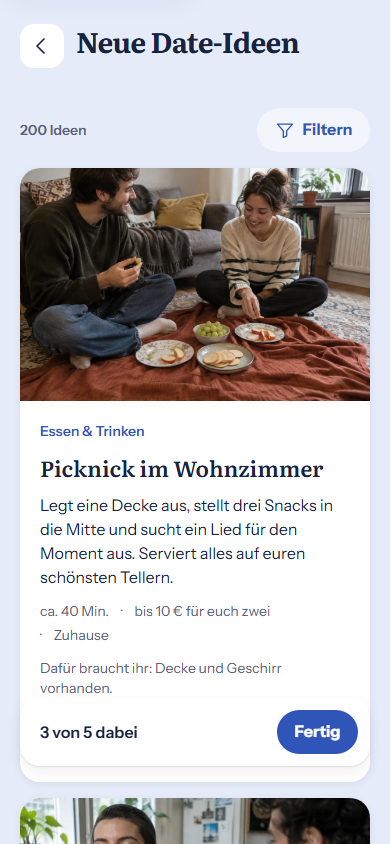 Neue Date-Ideen
200 Ideen
Filtern
Essen & Trinken
Picknick im Wohnzimmer
Legt eine Decke aus, stellt drei Snacks in
die Mitte und sucht ein Lied für den
Moment aus. Serviert alles auf euren
schönsten Tellern.
ca. 40 Min. · bis 10 € für euch zwei
· Zuhause
Dafür braucht ihr: Decke und Geschirr
vorhanden.
3 von 5 dabei
Fertig